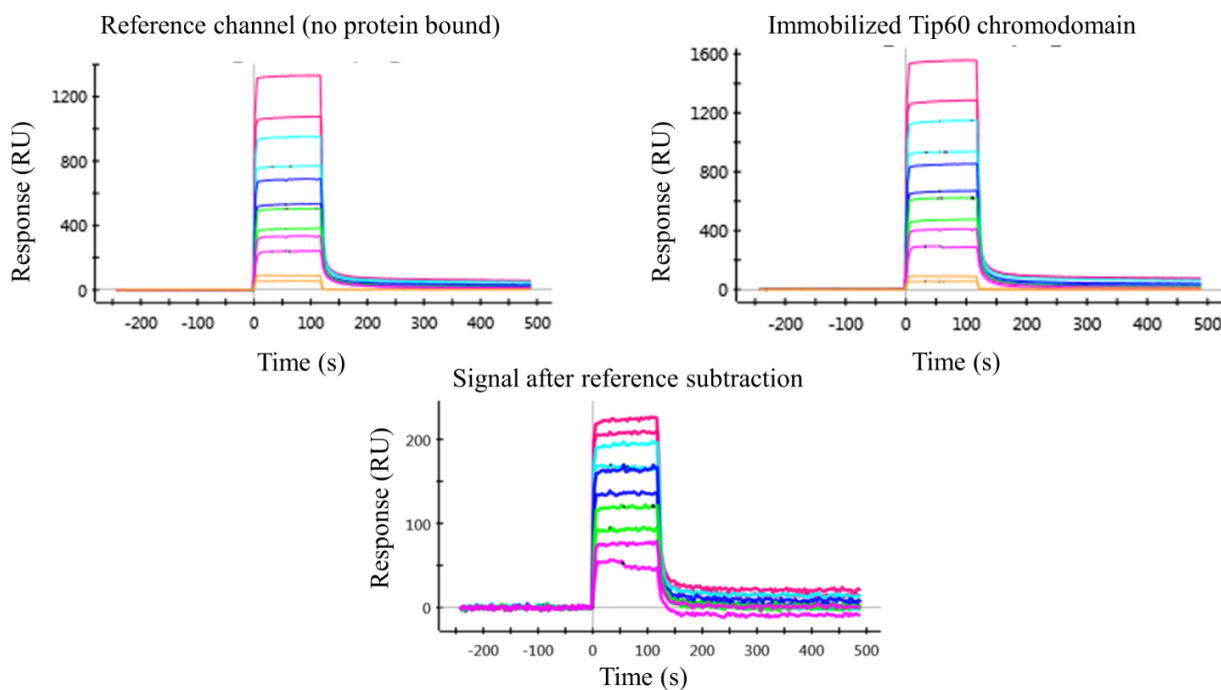 Reference channel (no protein bound)
Response (RU)
1200
800
400
0
-200 -100 0 100 200 300 400 500
Time (s)
Immobilized Tip60 chromodomain
Response (RU)
1600
1200
800
400
0
-200 -100 0 100 200 300 400 500
Time (s)
Signal after reference subtraction
Response (RU)
200
100
0
-200 -100 0 100 200 300 400 500
Time (s)